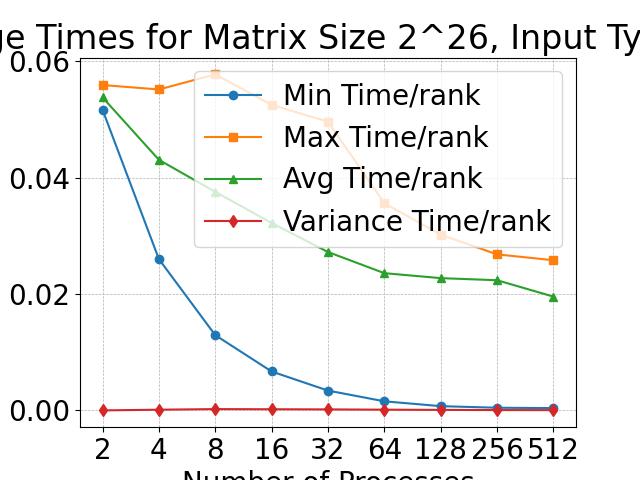 ge Times for Matrix Size 2^26, Input Ty
0.06
0.04
0.02
0.00
Min Time/rank
Max Time/rank
Avg Time/rank
Variance Time/rank
2 4 8 16 32 64 128 256 512
Number of Processes